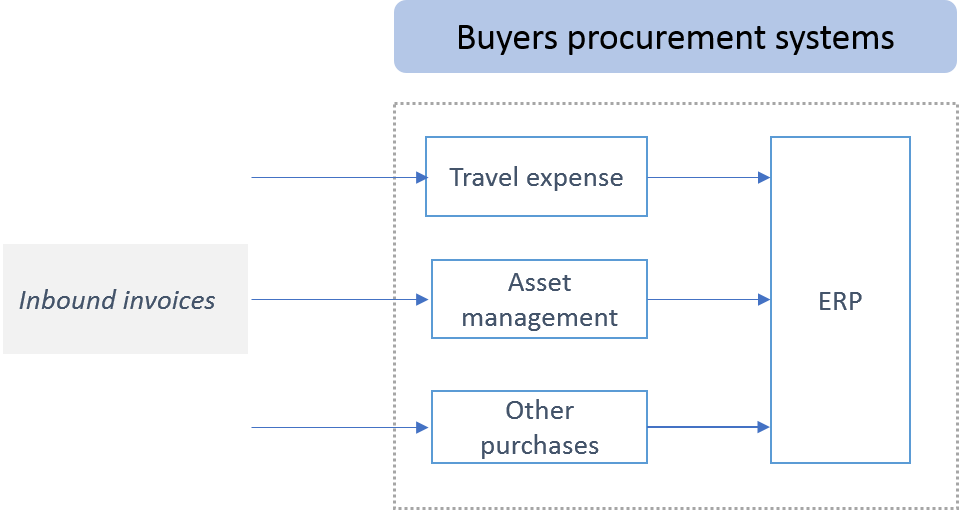 Buyers procurement systems
Travel expense
Inbound invoices
Asset
management
ERP
Other
purchases